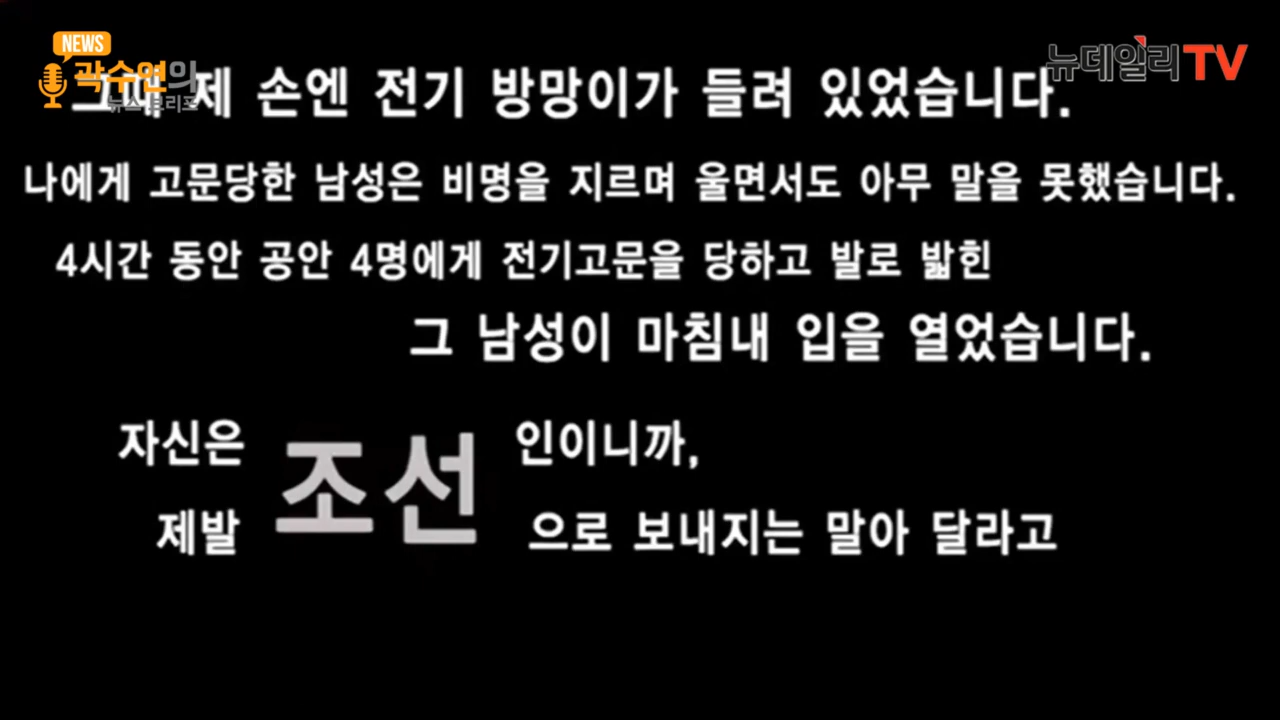 NEWS
곽수연의
뉴스 브리프
뉴데일리TV
그때 제 손엔 전기 방망이가 들려 있었습니다.
나에게 고문당한 남성은 비명을 지르며 울면서도 아무 말을 못했습니다.
4시간 동안 공안 4명에게 전기고문을 당하고 발로 밟힌
그 남성이 마침내 입을 열었습니다.
자신은 조선 인이니까,
제발 으로 보내지는 말아 달라고